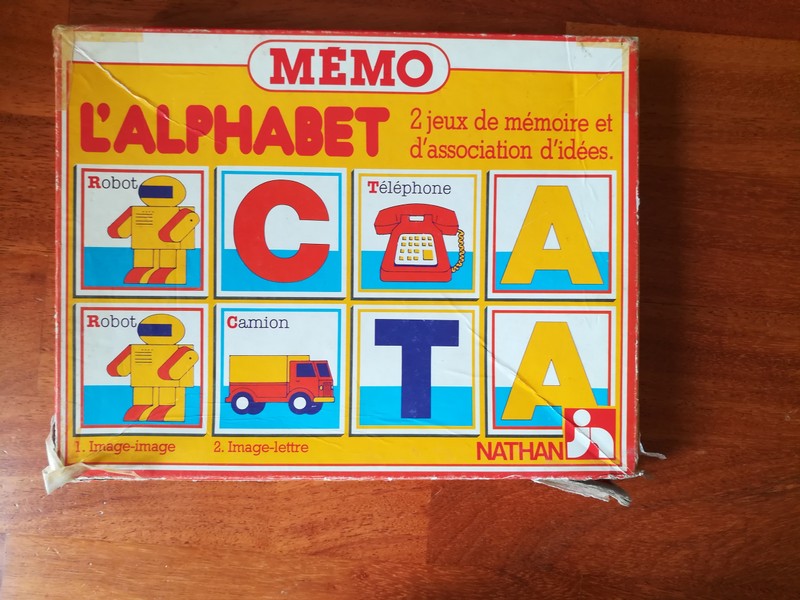 MÉMO
L'ALPHABET
2 jeux de mémoire et
d'association d'idées.
Robot
C
Téléphone
A
Robot
Camion
T
A
1. Image-image
2. Image-lettre
NATHAN